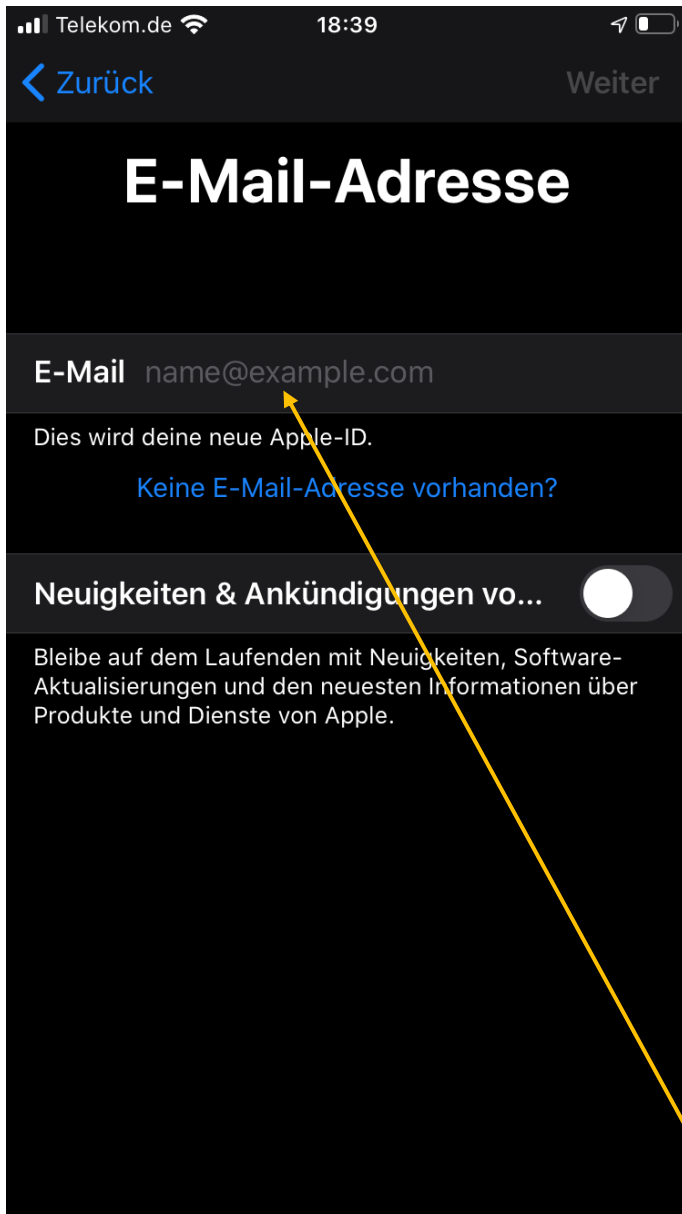 Telekom.de 18:39
Zurück Weiter
E-Mail-Adresse
E-Mail name@example.com
Dies wird deine neue Apple-ID.
Keine E-Mail-Adresse vorhanden?
Neuigkeiten & Ankündigungen vo...
Bleibe auf dem Laufenden mit Neuigkeiten, Software-
Aktualisierungen und den neuesten Informationen über
Produkte und Dienste von Apple.